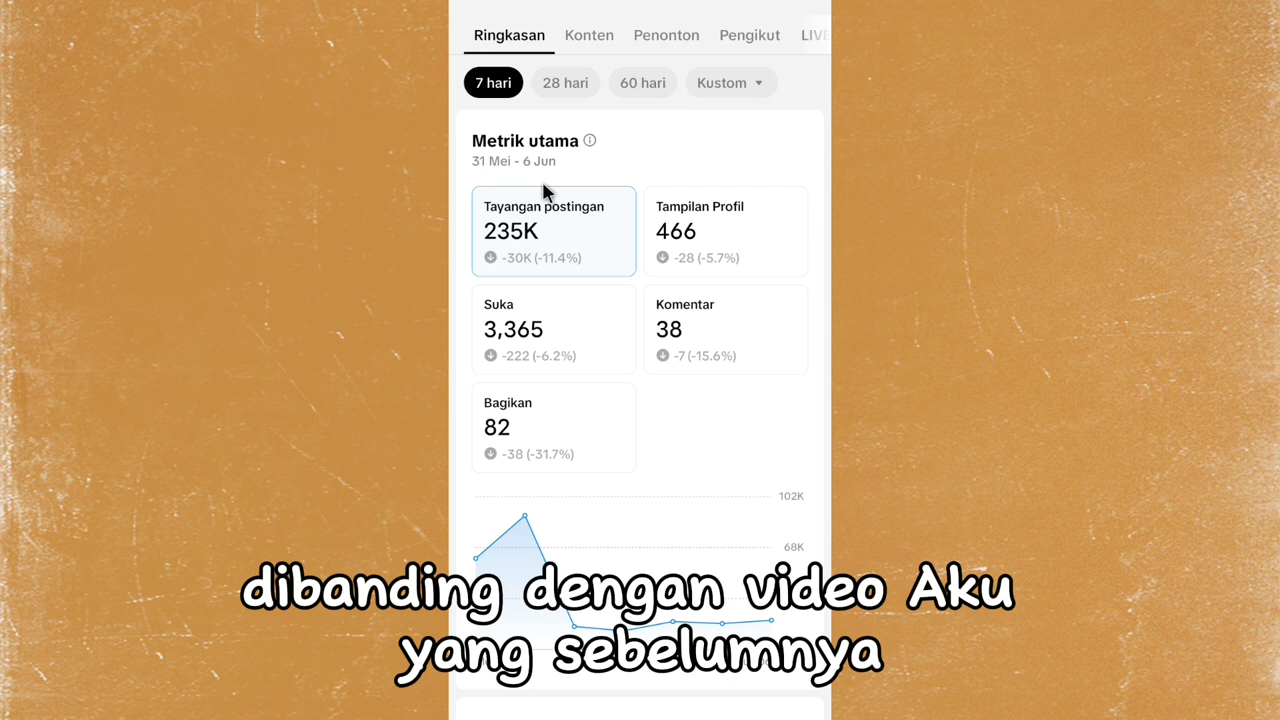 Ringkasan Konten Penonton Pengikut LIVE
7 hari 28 hari 60 hari Kustom
Metrik utama
31 Mei - 6 Jun
Tayangan postingan Tampilan Profil
235K 466
-30K (-11.4%) -28 (-5.7%)
Suka Komentar
3,365 38
-222 (-6.2%) -7 (-15.6%)
Bagikan
82
-38 (-31.7%)
102K
68K
dibanding dengan video Aku
yang sebelumnya